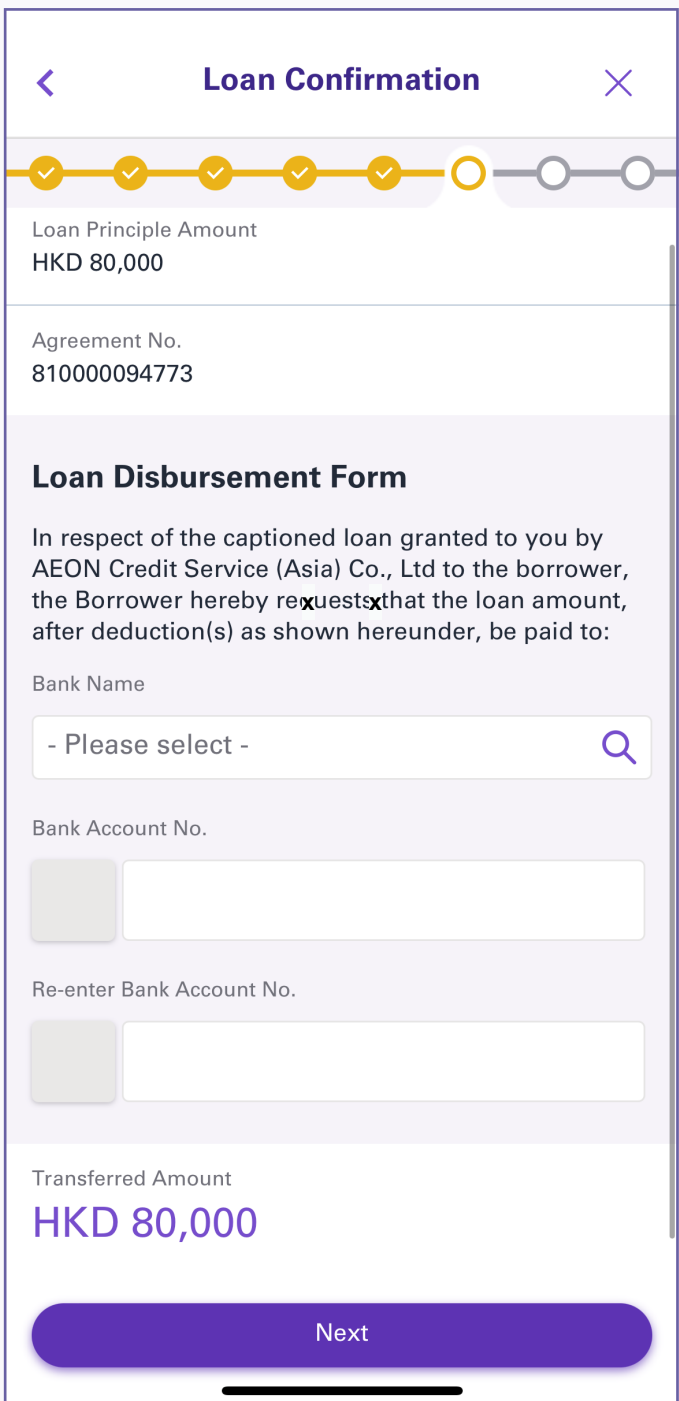 Loan Confirmation
Loan Principle Amount
HKD 80,000
Agreement No.
810000094773
Loan Disbursement Form
In respect of the captioned loan granted to you by
AEON Credit Service (Asia) Co., Ltd to the borrower,
the Borrower hereby rexuestsxthat the loan amount,
after deduction(s) as shown hereunder, be paid to:
Bank Name
- Please select -
Bank Account No.
Re-enter Bank Account No.
Transferred Amount
HKD 80,000
Next